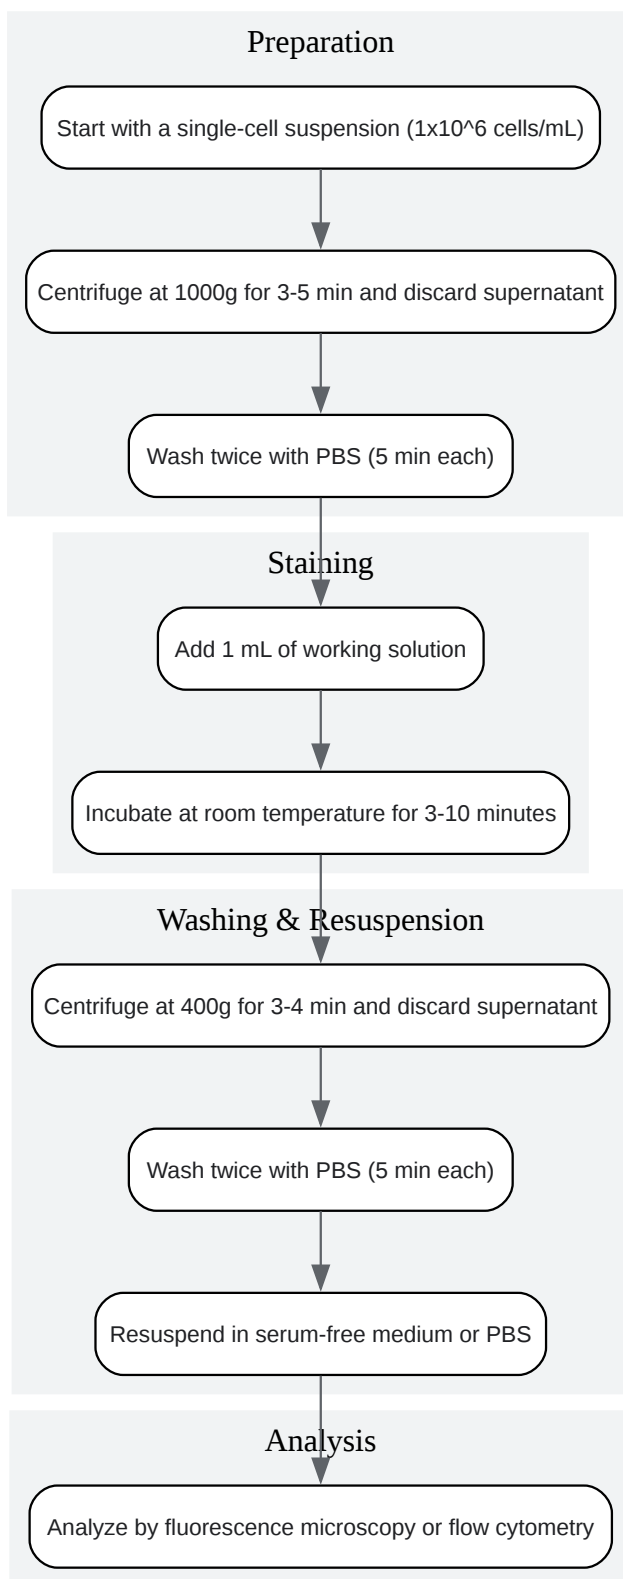 Preparation
Start with a single-cell suspension (1x10^6 cells/mL)
Centrifuge at 1000g for 3-5 min and discard supernatant
Wash twice with PBS (5 min each)
Staining
Add 1 mL of working solution
Incubate at room temperature for 3-10 minutes
Washing & Resuspension
Centrifuge at 400g for 3-4 min and discard supernatant
Wash twice with PBS (5 min each)
Resuspend in serum-free medium or PBS
Analysis
Analyze by fluorescence microscopy or flow cytometry